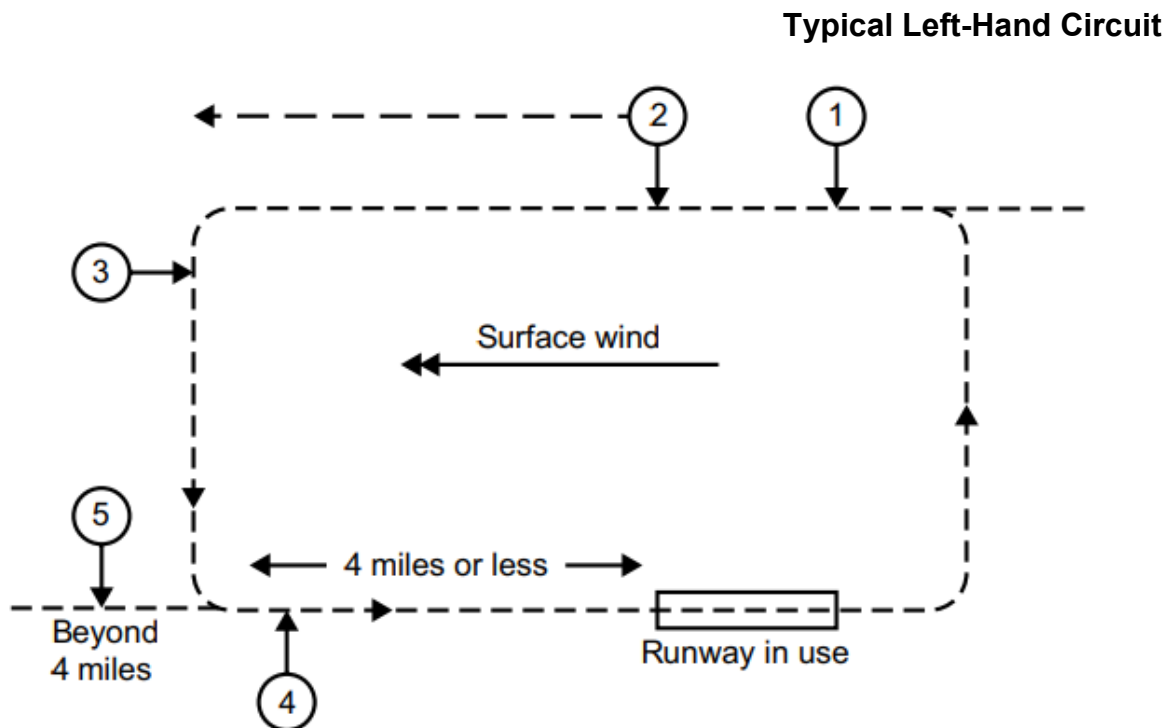 Typical Left-Hand Circuit
2
1
3
Surface wind
5
4 miles or less
Beyond
4 miles
Runway in use
4